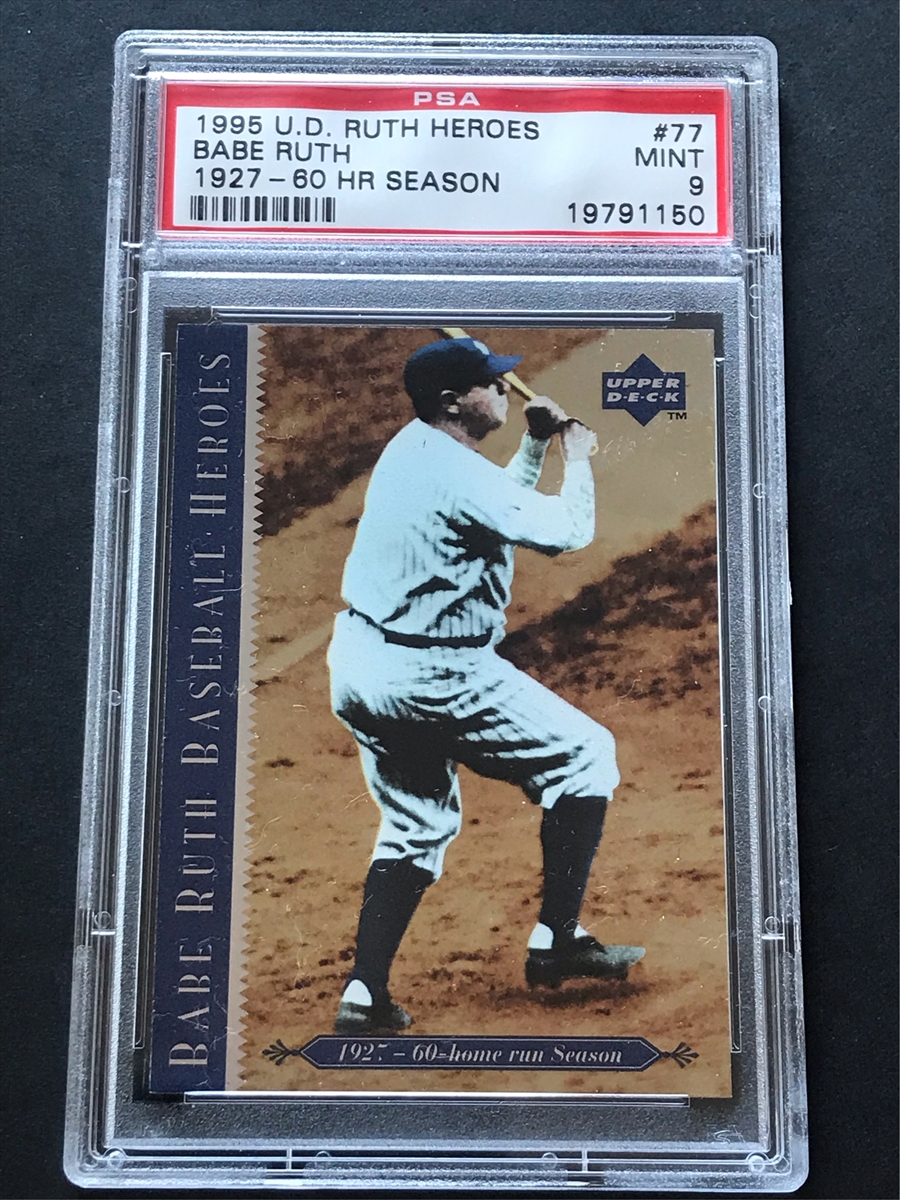 PSA
1995 U.D. RUTH HEROES #77
BABE RUTH MINT
1927-60 HR SEASON 9
19791150
UPPER
D·E·C·K
TM
BABE RUTH BASEBALL HEROES
1927 - 60-home run Season